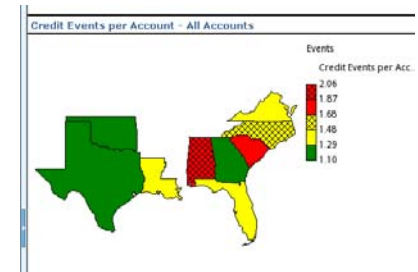 Credit Events per Account - All Accounts
Events
Credit Events per Acc..
2.06
1.87
1.68
1.48
1.29
1.10